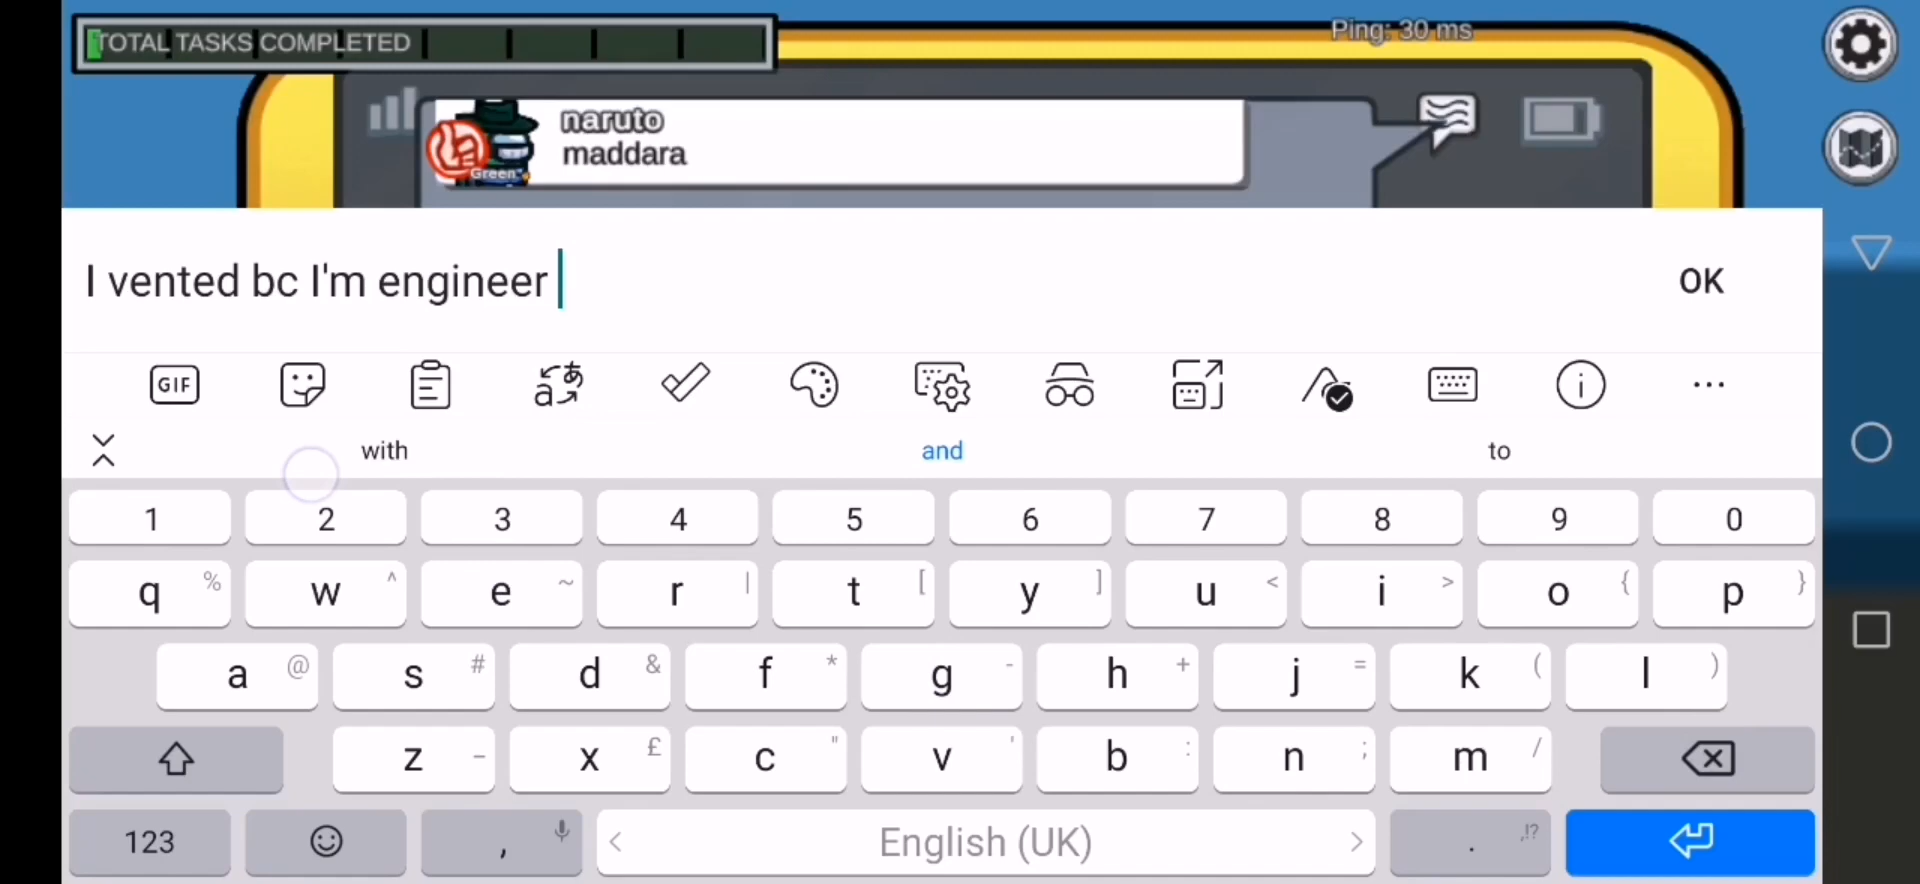 TOTAL TASKS COMPLETED
Ping: 30 ms
naruto
maddara
Green
I vented bc I'm engineer
OK
GIF
with and to
1 2 3 4 5 6 7 8 9 0
q % w ^ e ~ r | t [ y ] u < i > o { p }
a @ s # d & f * g - h + j = k ( l )
z _ x £ c " v ' b : n ; m /
123 , < English (UK) > . ,!?